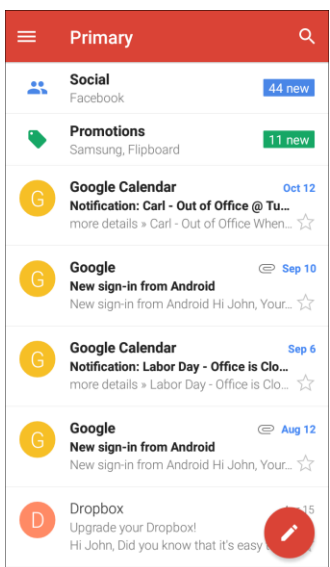 Primary
Social
Facebook
44 new
Promotions
Samsung, Flipboard
11 new
G
Google Calendar
Oct 12
Notification: Carl - Out of Office @ Tu...
more details » Carl - Out of Office When...
G
Google
Sep 10
New sign-in from Android
New sign-in from Android Hi John, Your...
G
Google Calendar
Sep 6
Notification: Labor Day - Office is Clo...
more details » Labor Day - Office is Clo...
G
Google
Aug 12
New sign-in from Android
New sign-in from Android Hi John, Your...
D
Dropbox
15
Upgrade your Dropbox!
Hi John, Did you know that it's easy